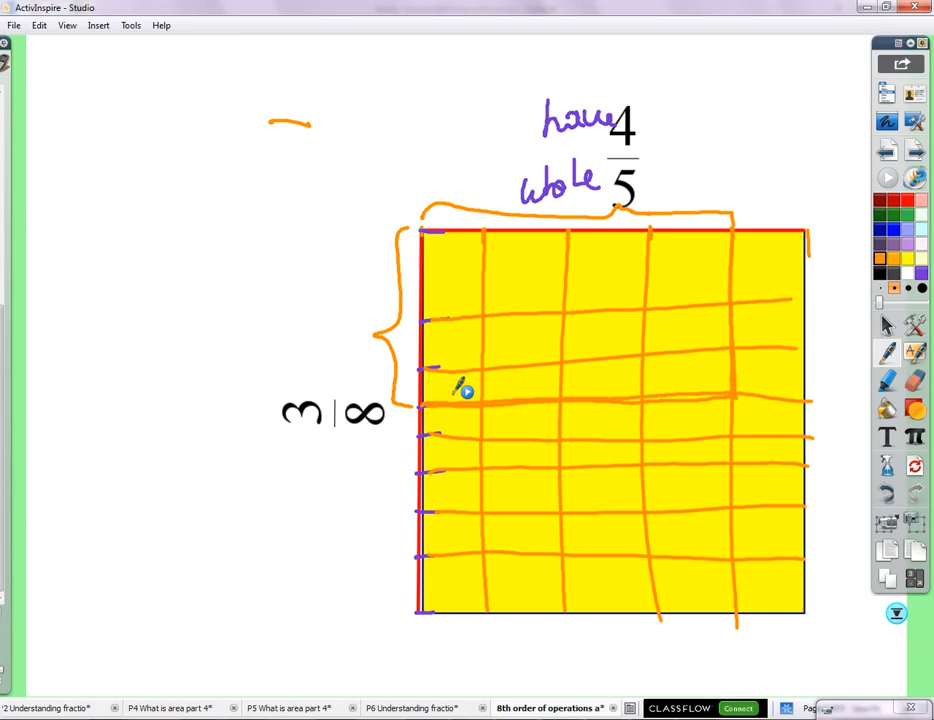 ActivInspire - Studio
File Edit View Insert Tools Help
have 4
whole 5
3 | 8
'2 Understanding fractio* P4 What is area part 4* P5 What is area part 4* P6 Understanding fractio* 8th order of operations a* CLASSFLOW Connect